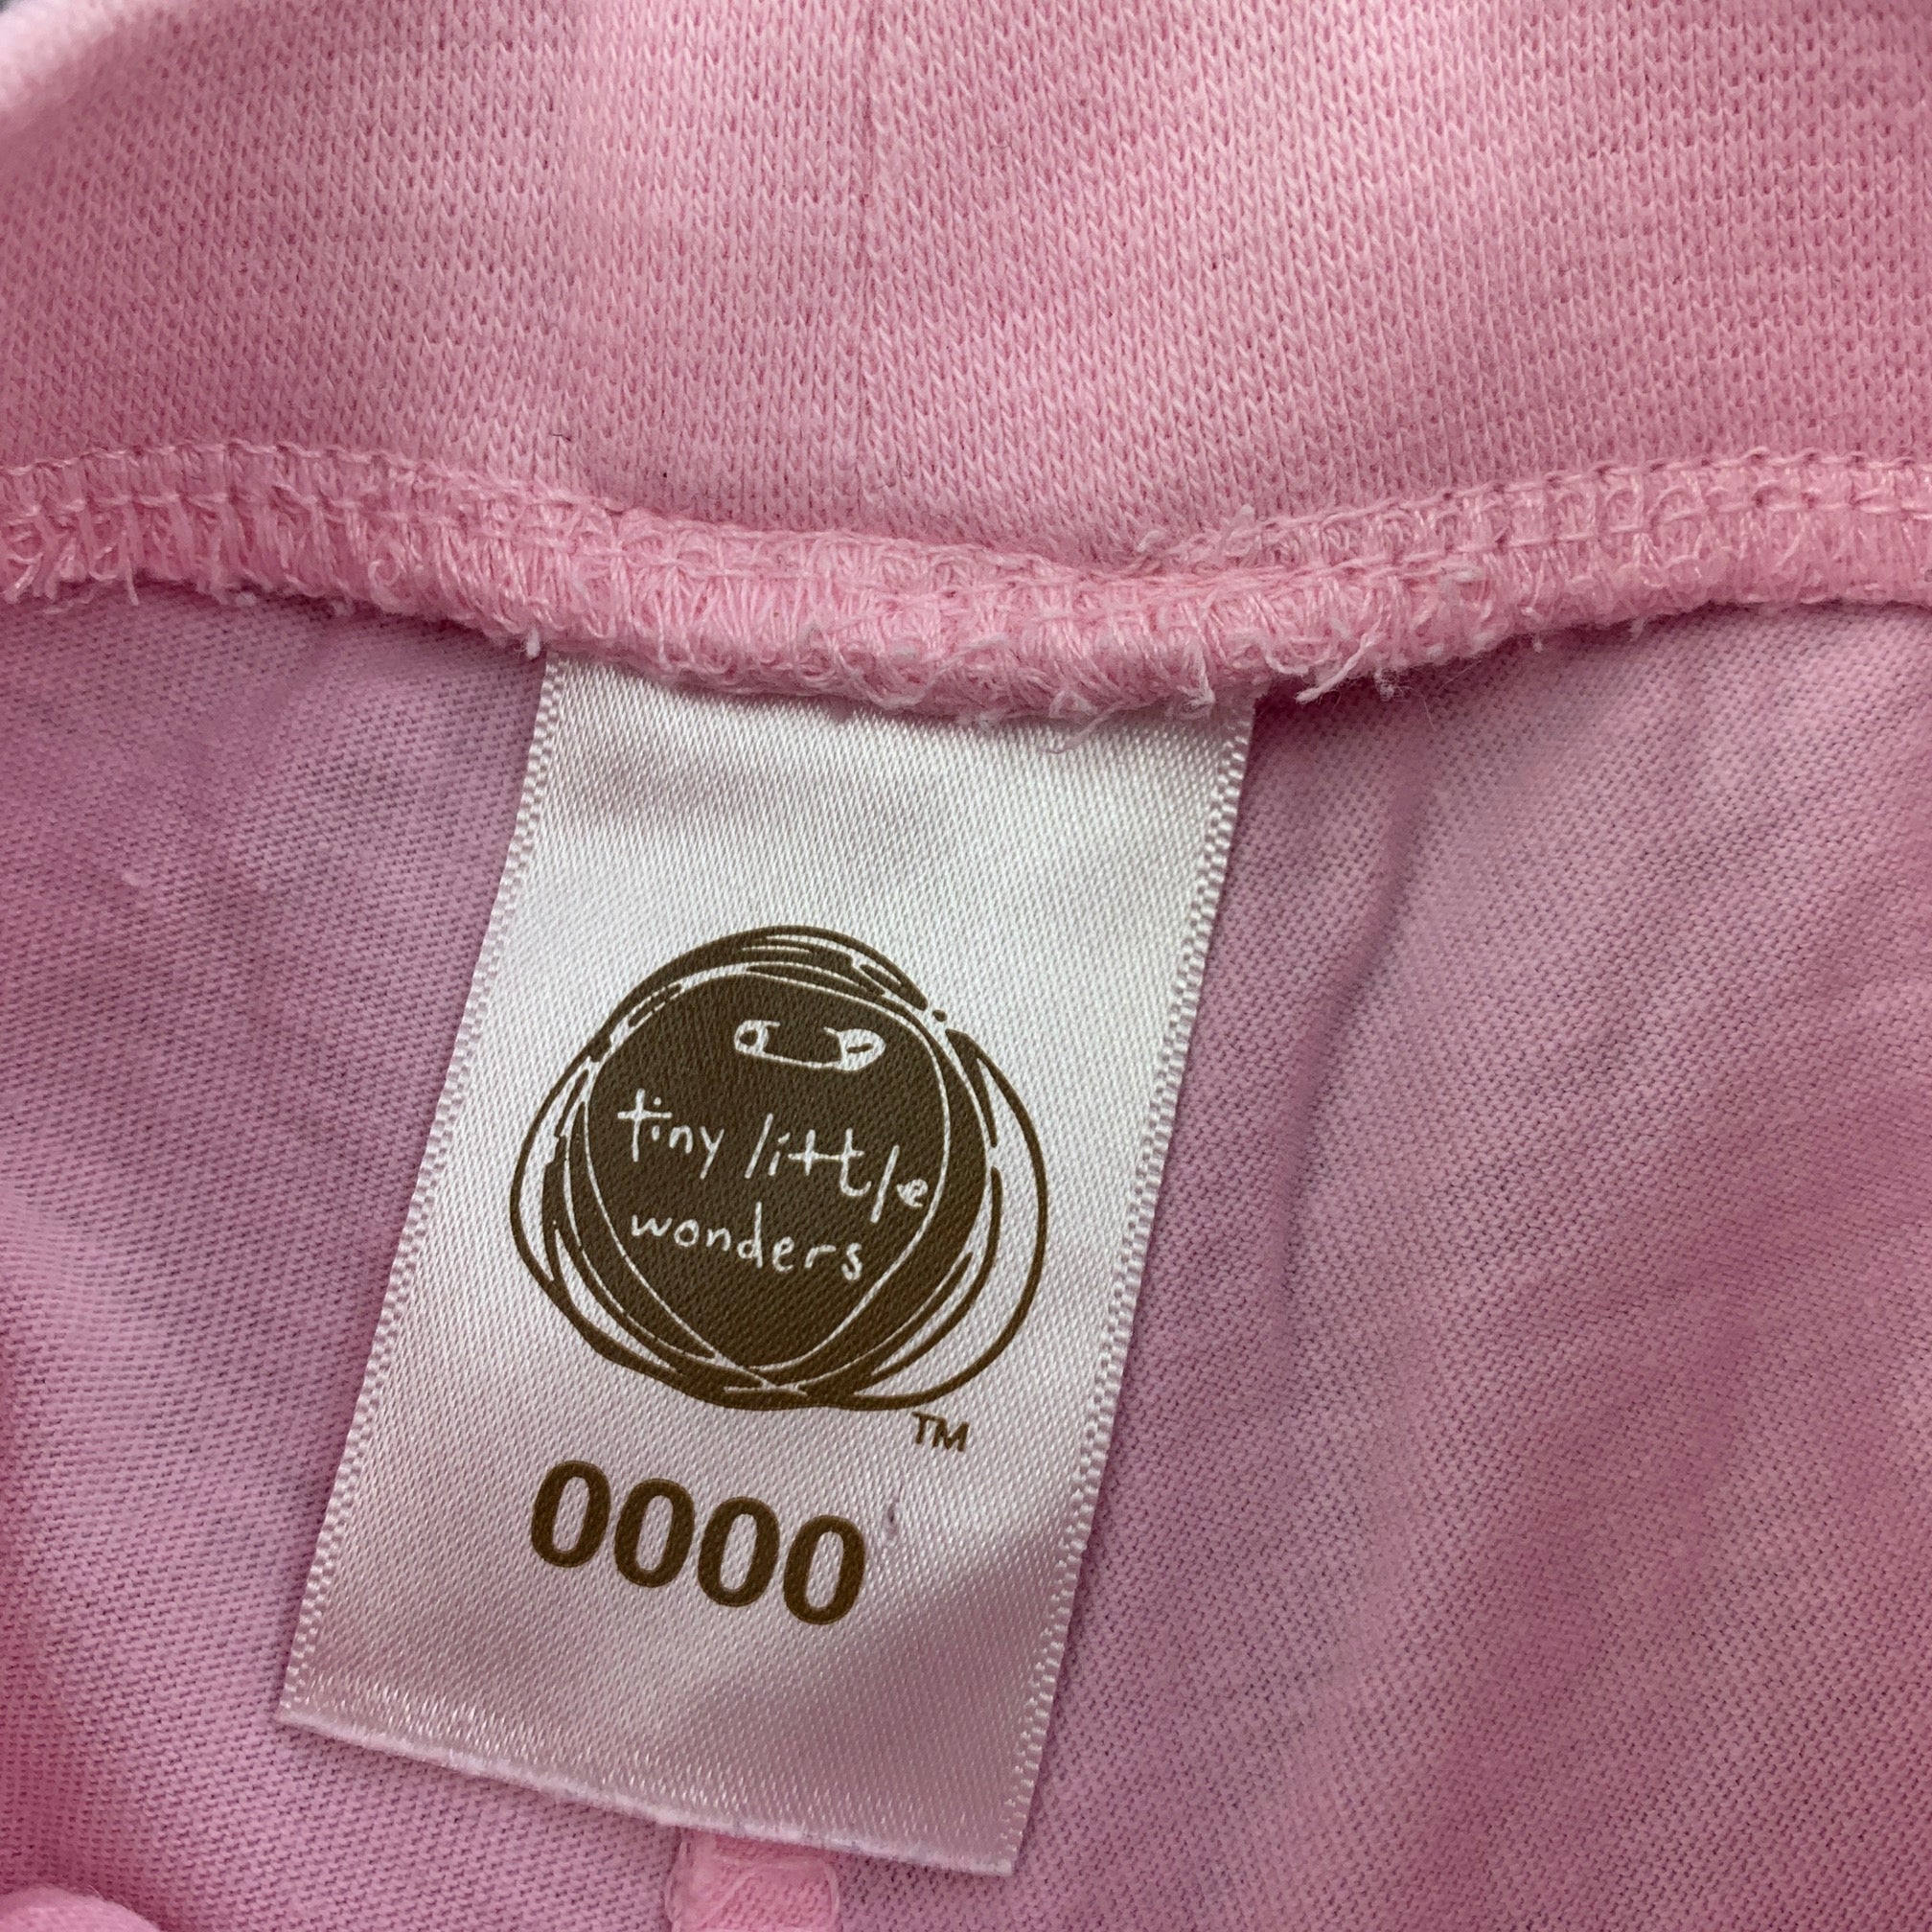 tiny little
wonders
TM
0000